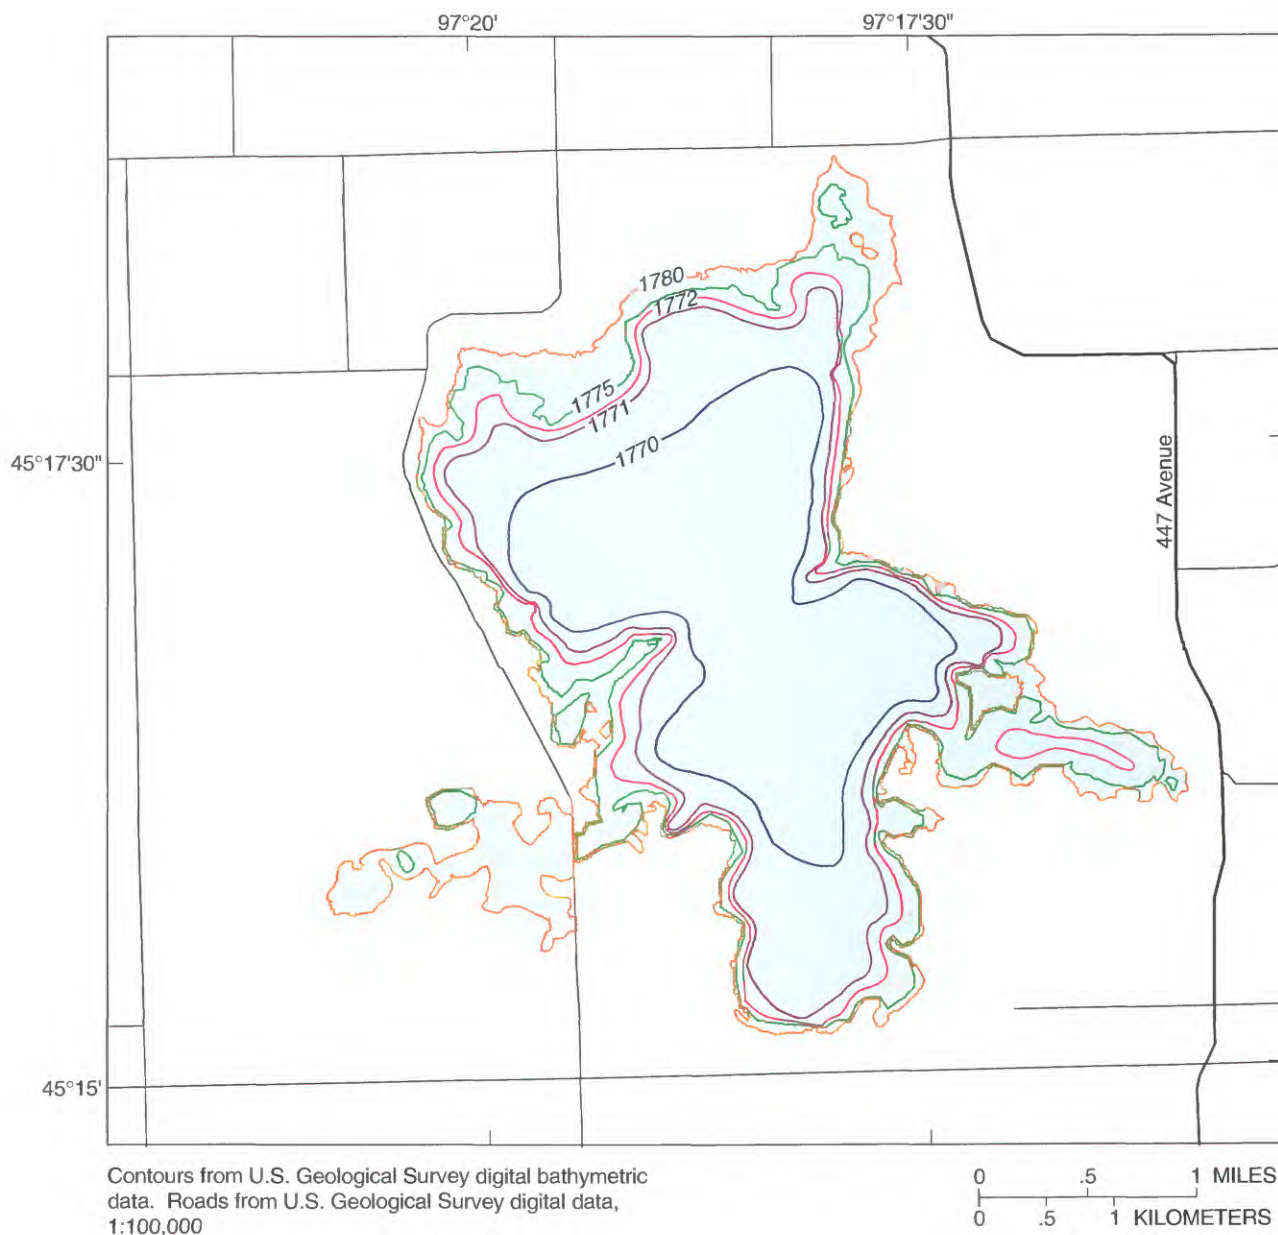 97°20'
97°17'30"
1780
1772
1775
1771
1770
45°17'30"
447 Avenue
45°15'
Contours from U.S. Geological Survey digital bathymetric
data. Roads from U.S. Geological Survey digital data,
1:100,000
0 .5 1 MILES
0 .5 1 KILOMETERS